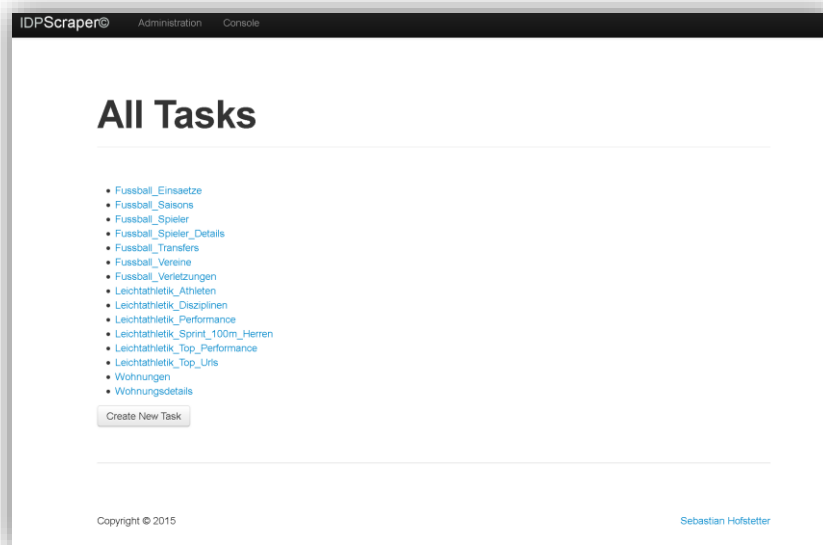 IDPScraper© Administration Console
All Tasks
Fussball_Einsaetze
Fussball_Saisons
Fussball_Spieler
Fussball_Spieler_Details
Fussball_Transfers
Fussball_Vereine
Fussball_Verletzungen
Leichtathletik_Athleten
Leichtathletik_Disziplinen
Leichtathletik_Performance
Leichtathletik_Sprint_100m_Herren
Leichtathletik_Top_Performance
Leichtathletik_Top_Urls
Wohnungen
Wohnungsdetails
Create New Task
Copyright © 2015 Sebastian Hofstetter